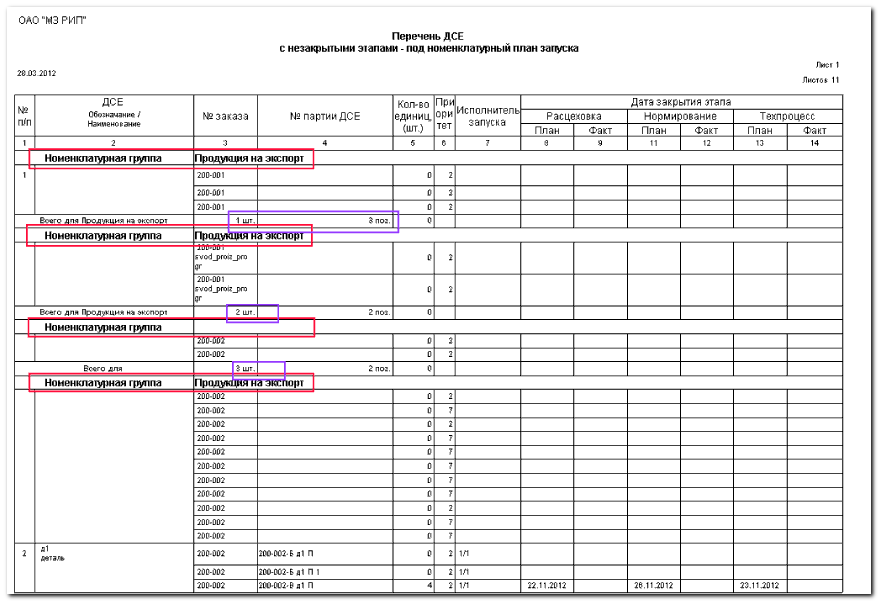 ОАО "МЗ РИП"
Перечень ДСЕ
с незакрытыми этапами - под номенклатурный план запуска
Лист 1
28.03.2012
Листов 11
№ п/п ДСЕ Обозначение / Наименование № заказа № партии ДСЕ Кол-во единиц, (шт.) При ори тет Исполнитель запуска Дата закрытия этапа
Расцеховка Нормирование Техпроцесс
План Факт План Факт План Факт
1 2 3 4 5 6 7 8 9 11 12 13 14
Номенклатурная группа Продукция на экспорт
1 200-001 0 2
200-001 0 2
200-001 0 2
Всего для Продукция на экспорт 1 шт. 3 поз. 0
Номенклатурная группа Продукция на экспорт
200-001
svod_proiz_pro 0 2
gr
200-001
svod_proiz_pro 0 2
gr
Всего для Продукция на экспорт 2 шт. 2 поз. 0
Номенклатурная группа
200-002 0 2
200-002 0 2
Всего для 3 шт. 2 поз. 0
Номенклатурная группа Продукция на экспорт
200-002 0 2
200-002 0 7
200-002 0 2
200-002 0 7
200-002 0 2
200-002 0 7
200-002 0 7
200-002 0 7
200-002 0 2
200-002 0 7
200-002 0 7
2 д1 деталь 200-002 200-002-Б д1 П 0 2 1/1
200-002 200-002-Б д1 П 1 0 2 1/1
200-002 200-002-В д1 П 4 2 1/1 22.11.2012 26.11.2012 23.11.2012